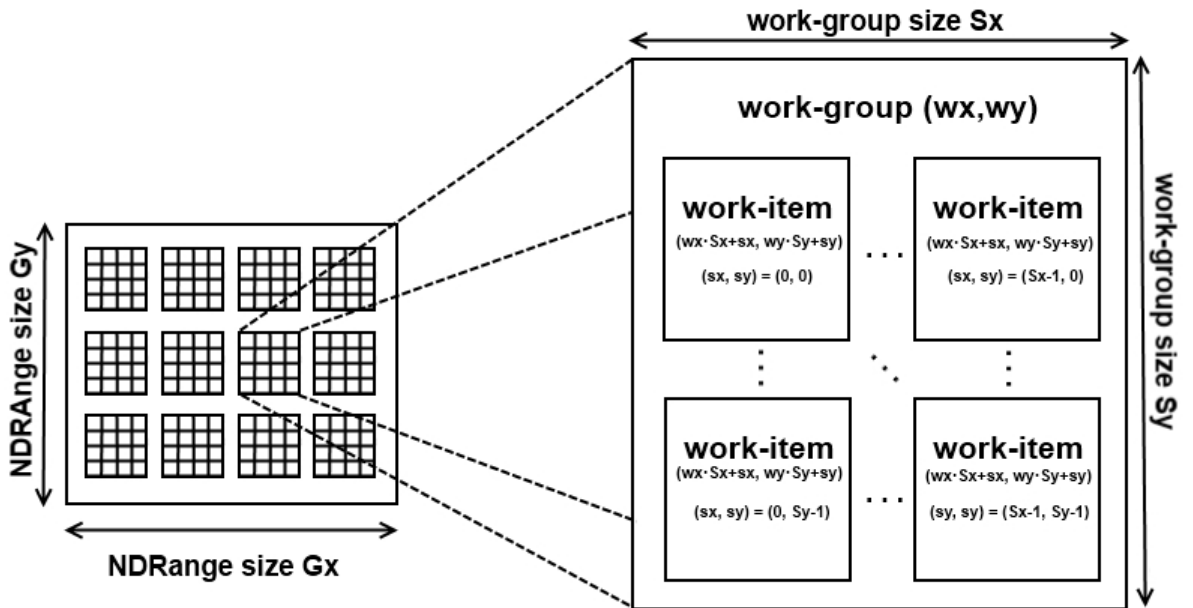 work-group size Sx
work-group (wx,wy)
work-item
(wx·Sx+sx, wy·Sy+sy)
(sx, sy) = (0, 0)
...
work-item
(wx·Sx+sx, wy·Sy+sy)
(sx, sy) = (Sx-1, 0)
work-item
(wx·Sx+sx, wy·Sy+sy)
(sx, sy) = (0, Sy-1)
...
work-item
(wx·Sx+sx, wy·Sy+sy)
(sy, sy) = (Sx-1, Sy-1)
work-group size Sy
NDRAnge size Gy
NDRange size Gx